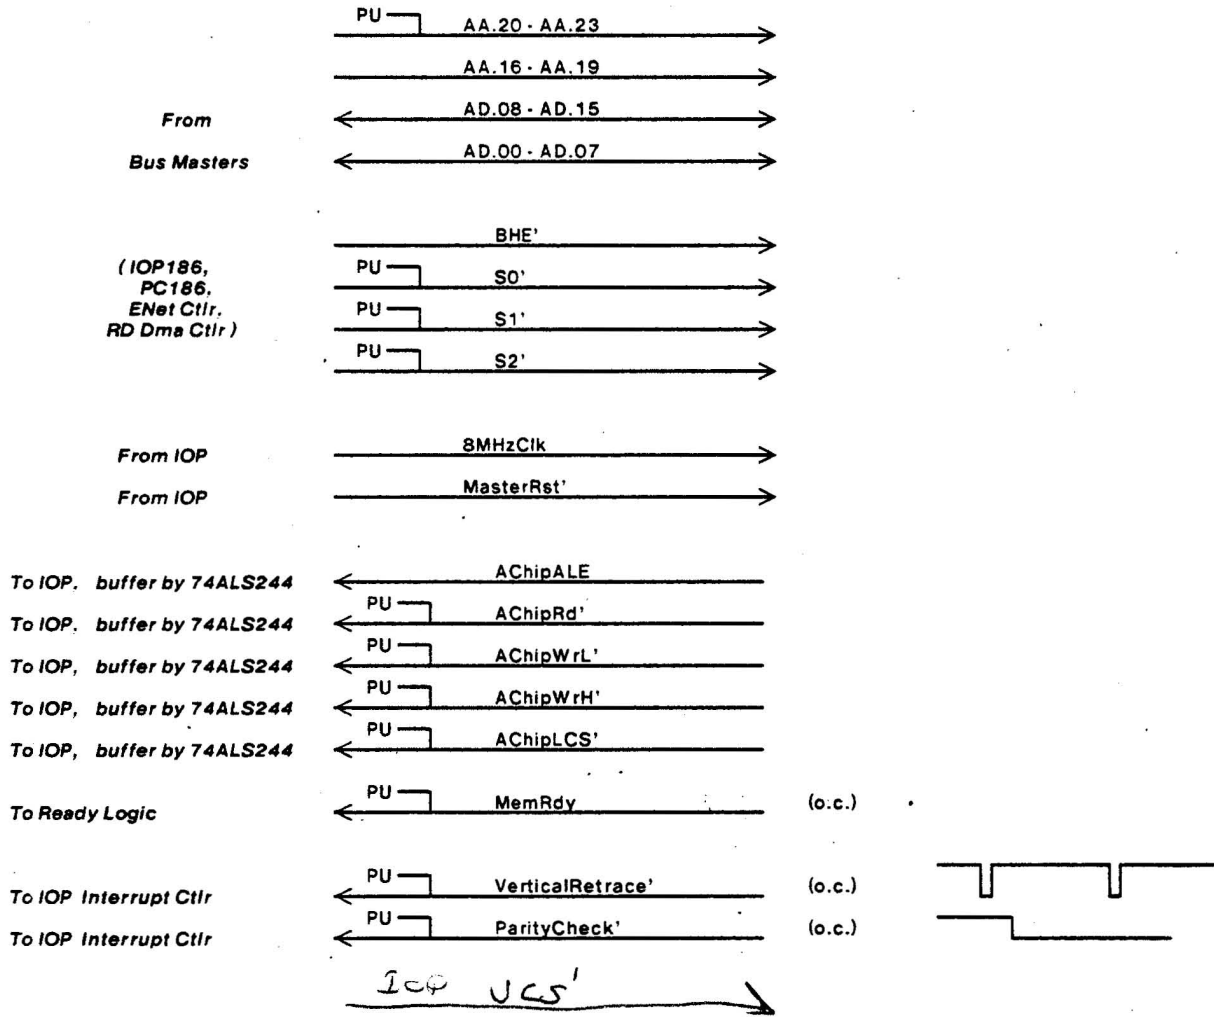 PU AA.20 - AA.23
AA.16 - AA.19
From AD.08 - AD.15
Bus Masters AD.00 - AD.07
BHE'
(IOP186, PU S0'
PC186,
ENet Ctlr. PU S1'
RD Dma Ctlr)
PU S2'
From IOP 8MHzClk
From IOP MasterRst'
To IOP. buffer by 74ALS244 AChipALE
To IOP. buffer by 74ALS244 PU AChipRd'
To IOP, buffer by 74ALS244 PU AChipWrL'
To IOP, buffer by 74ALS244 PU AChipWrH'
To IOP, buffer by 74ALS244 PU AChipLCS'
To Ready Logic PU MemRdy (o.c.)
To IOP Interrupt Ctlr PU VerticalRetrace' (o.c.)
To IOP Interrupt Ctlr PU ParityCheck' (o.c.)
IOP UCS'